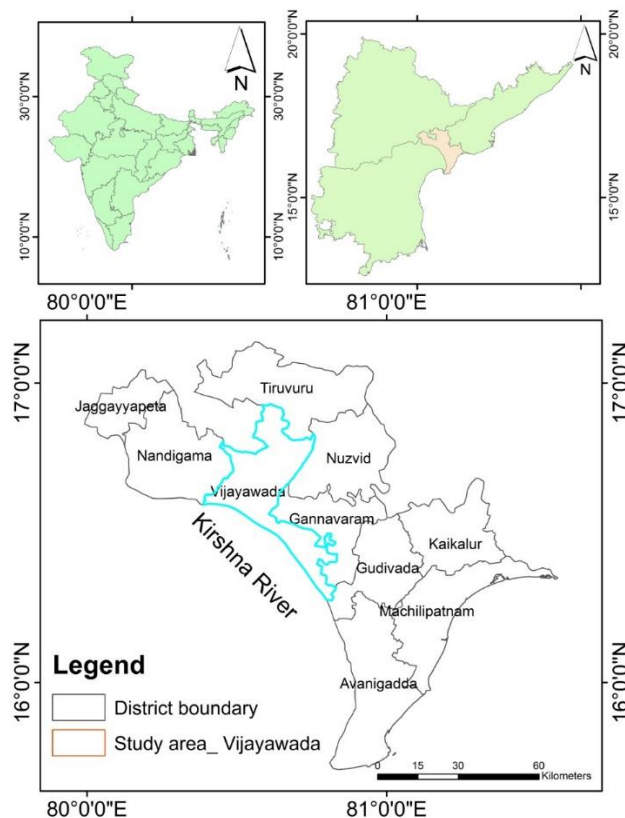 N
30°0'0"N
30°0'0"N
10°0'0"N
10°0'0"N
N
20°0'0"N
20°0'0"N
15°0'0"N
15°0'0"N
80°0'0"E
81°0'0"E
17°0'0"N
17°0'0"N
Tiruvuru
Jaggayyapeta
Nandigama
Nuzvid
Vijayawada
Gannavaram
Kaikalur
Gudivada
Kirshna River
Machilipatnam
Avanigadda
16°0'0"N
16°0'0"N
Legend
District boundary
Study area_ Vijayawada
0 15 30 60
Kilometers
80°0'0"E
81°0'0"E